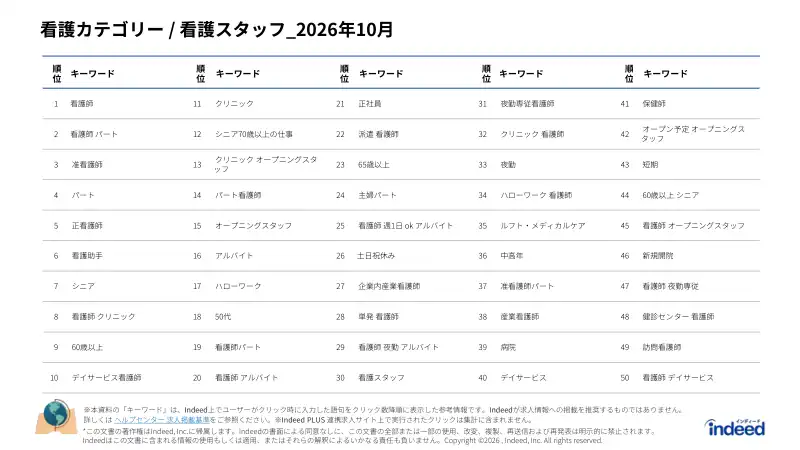 看護カテゴリー / 看護スタッフ_2026年10月
順位 キーワード 順位 キーワード 順位 キーワード 順位 キーワード 順位 キーワード
1 看護師 11 クリニック 21 正社員 31 夜勤専従看護師 41 保健師
2 看護師 パート 12 シニア70歳以上の仕事 22 派遣 看護師 32 クリニック 看護師 42 オープン予定 オープニングスタッフ
3 准看護師 13 クリニック オープニングスタッフ 23 65歳以上 33 夜勤 43 短期
4 パート 14 パート看護師 24 主婦パート 34 ハローワーク 看護師 44 60歳以上 シニア
5 正看護師 15 オープニングスタッフ 25 看護師 週1日 ok アルバイト 35 ルフト・メディカルケア 45 看護師 オープニングスタッフ
6 看護助手 16 アルバイト 26 土日祝休み 36 中高年 46 新規開院
7 シニア 17 ハローワーク 27 企業内産業看護師 37 准看護師パート 47 看護師 夜勤専従
8 看護師 クリニック 18 50代 28 単発 看護師 38 産業看護師 48 健診センター 看護師
9 60歳以上 19 看護師パート 29 看護師 夜勤 アルバイト 39 病院 49 訪問看護師
10 デイサービス看護師 20 看護師 アルバイト 30 看護スタッフ 40 デイサービス 50 看護師 デイサービス
※本資料の「キーワード」は、Indeed上でユーザーがクリック時に入力した語句をクリック数降順に表示した参考情報です。Indeedが求人情報への掲載を推奨するものではありません。
詳しくは ヘルプセンター 求人掲載基準をご参照ください。※Indeed PLUS 連携求人サイト上で実行されたクリックは集計に含まれません。
*この文書の著作権はIndeed, Inc.に帰属します。Indeedの書面による同意なしに、この文書の全部または一部の使用、改変、複製、再送信および再発表は明示的に禁止されます。
Indeedはこの文書に含まれる情報の使用もしくは適用、またはそれらの解釈によるいかなる責任も負いません。Copyright ©2026 , Indeed, Inc. All rights reserved.
インディード
indeed